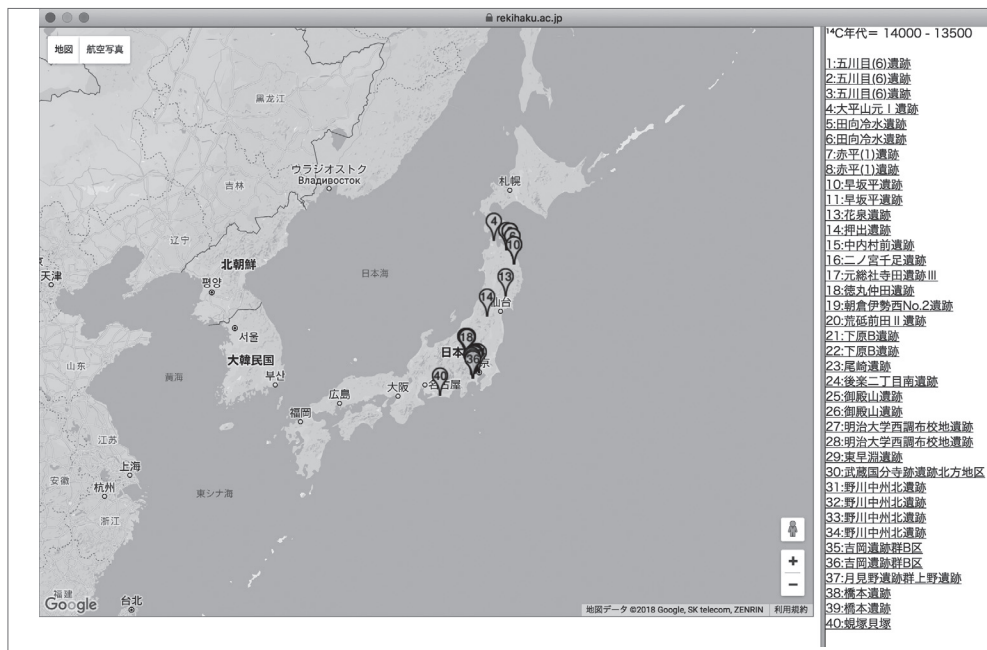 rekihaku.ac.jp
地図 航空写真
黑龙江
ウラジオストク
Владивосток
吉林
札幌
辽宁
北朝鮮
天津
平壌
日本海
仙台
서울
大韓民国
日本
山东
부산
東京
名古屋
黄海
大阪
広島
福岡
江苏
上海
安徽
杭州
東シナ海
浙江
福建
台北
4
10
13
14
18
36
40
Google
地図データ ©2018 Google, SK telecom, ZENRIN 利用規約
¹⁴C年代= 14000 - 13500
1:五川目(6)遺跡
2:五川目(6)遺跡
3:五川目(6)遺跡
4:大平山元Ⅰ遺跡
5:田向冷水遺跡
6:田向冷水遺跡
7:赤平(1)遺跡
8:赤平(1)遺跡
10:早坂平遺跡
11:早坂平遺跡
13:花泉遺跡
14:押出遺跡
15:中内村前遺跡
16:二ノ宮千足遺跡
17:元総社寺田遺跡Ⅲ
18:徳丸仲田遺跡
19:朝倉伊勢西No.2遺跡
20:荒砥前田Ⅱ遺跡
21:下原B遺跡
22:下原B遺跡
23:尾崎遺跡
24:後楽二丁目南遺跡
25:御殿山遺跡
26:御殿山遺跡
27:明治大学西調布校地遺跡
28:明治大学西調布校地遺跡
29:東早淵遺跡
30:武蔵国分寺跡遺跡北方地区
31:野川中州北遺跡
32:野川中州北遺跡
33:野川中州北遺跡
34:野川中州北遺跡
35:吉岡遺跡群B区
36:吉岡遺跡群B区
37:月見野遺跡群上野遺跡
38:橋本遺跡
39:橋本遺跡
40:蜆塚貝塚